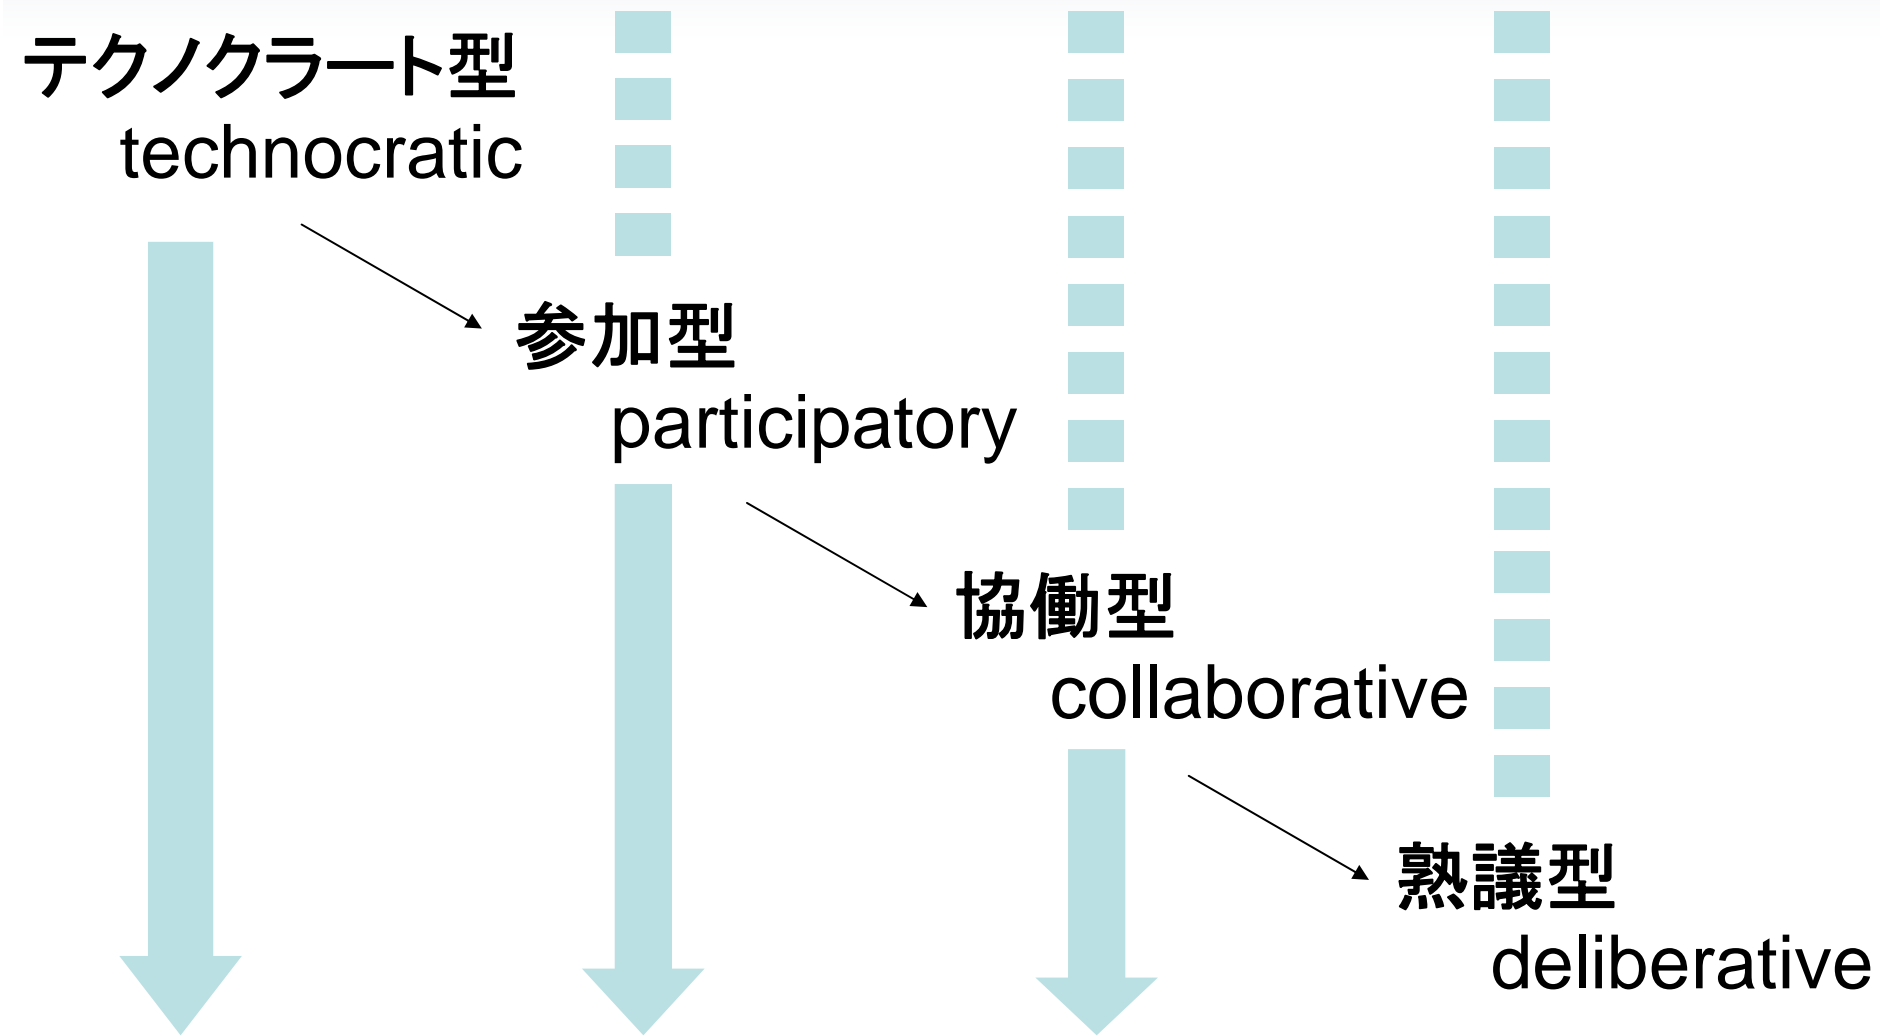 テクノクラート型
technocratic
参加型
participatory
協働型
collaborative
熟議型
deliberative